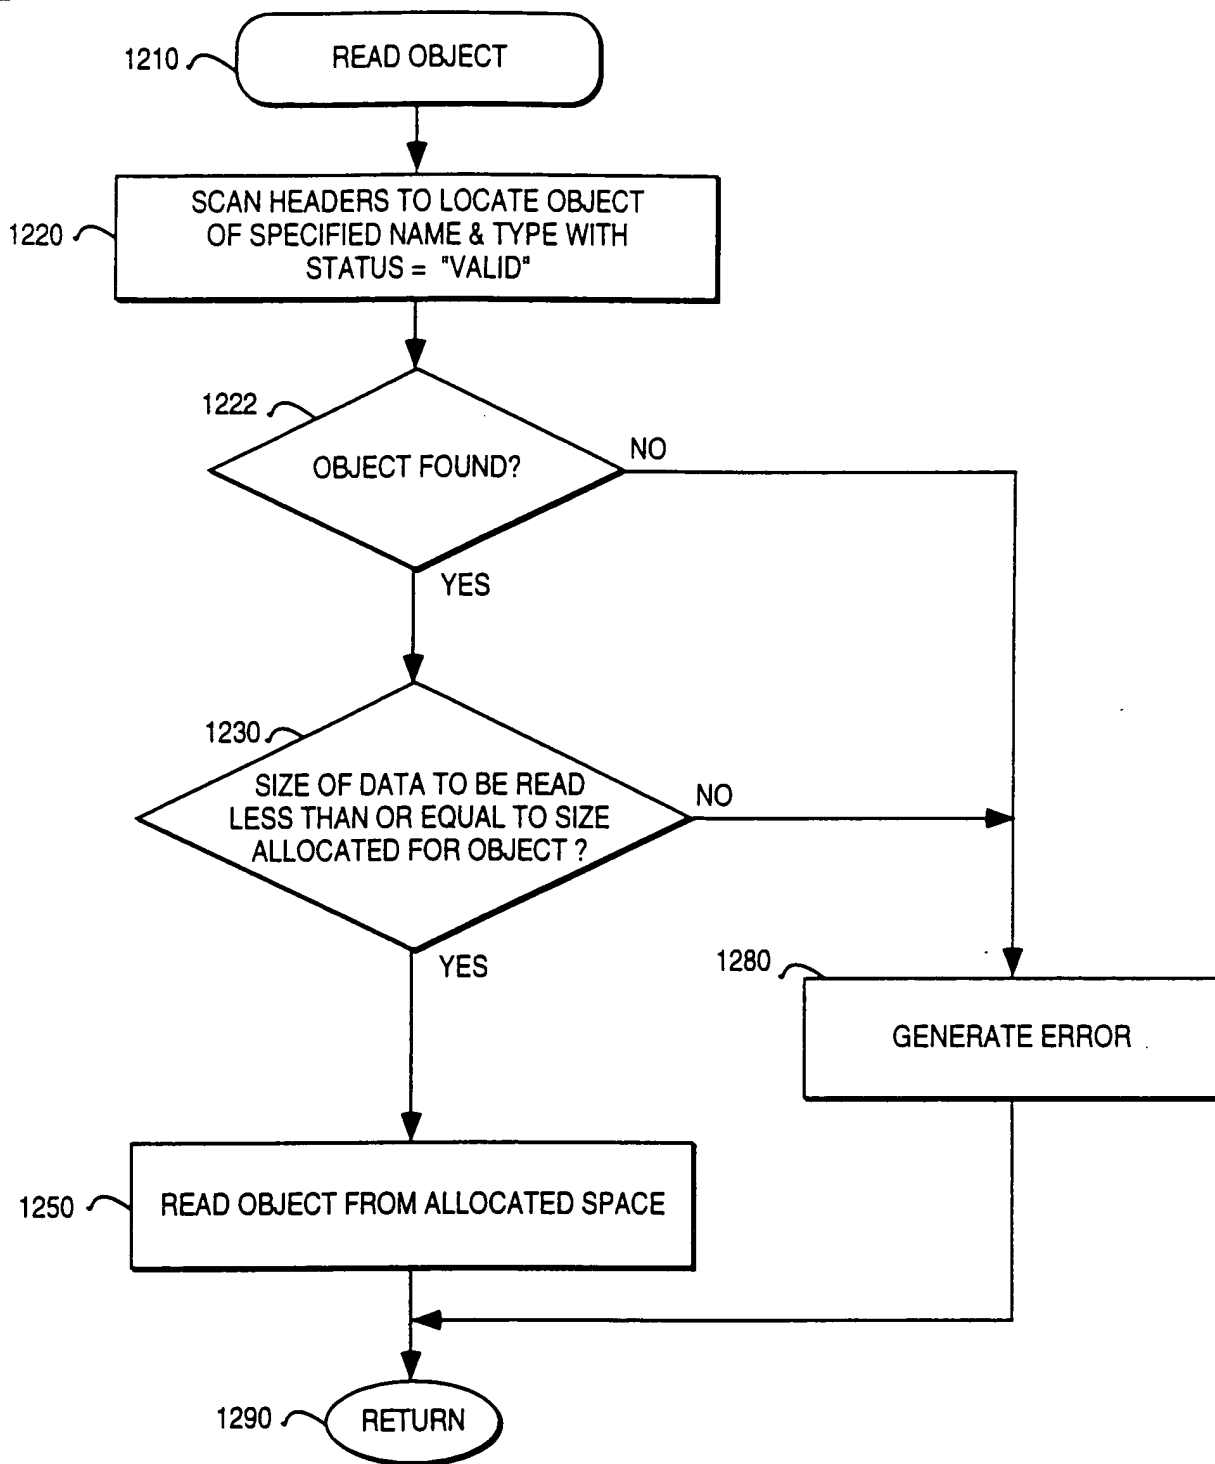 1210
READ OBJECT
1220
SCAN HEADERS TO LOCATE OBJECT
OF SPECIFIED NAME & TYPE WITH
STATUS = "VALID"
1222
OBJECT FOUND?
NO
YES
1230
SIZE OF DATA TO BE READ
LESS THAN OR EQUAL TO SIZE
ALLOCATED FOR OBJECT ?
NO
YES
1280
GENERATE ERROR
1250
READ OBJECT FROM ALLOCATED SPACE
1290
RETURN